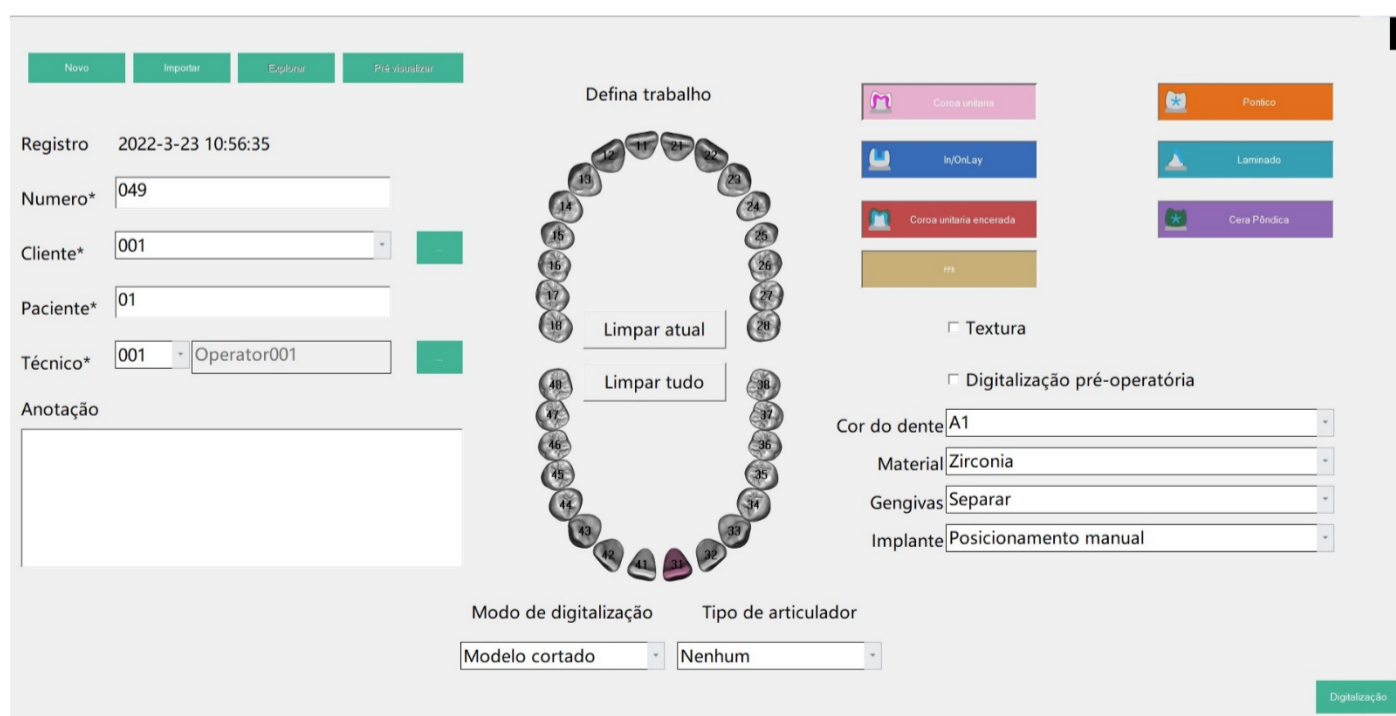 Novo
Importar
Explorar
Pré visualizar
Registro 2022-3-23 10:56:35
Numero* 049
Cliente* 001
...
Paciente* 01
Técnico* 001 Operator001
...
Anotação
Defina trabalho
11 21
12 22
13 23
14 24
15 25
16 26
17 27
18 28
Limpar atual
Limpar tudo
48 38
47 37
46 36
45 35
44 34
43 33
42 32
41 31
Modo de digitalização
Modelo cortado
Tipo de articulador
Nenhum
Coroa unitaria
Pontico
In/OnLay
Laminado
Coroa unitaria encerada
Cera Pôndica
???
Textura
Digitalização pré-operatória
Cor do dente A1
Material Zirconia
Gengivas Separar
Implante Posicionamento manual
Digitalização